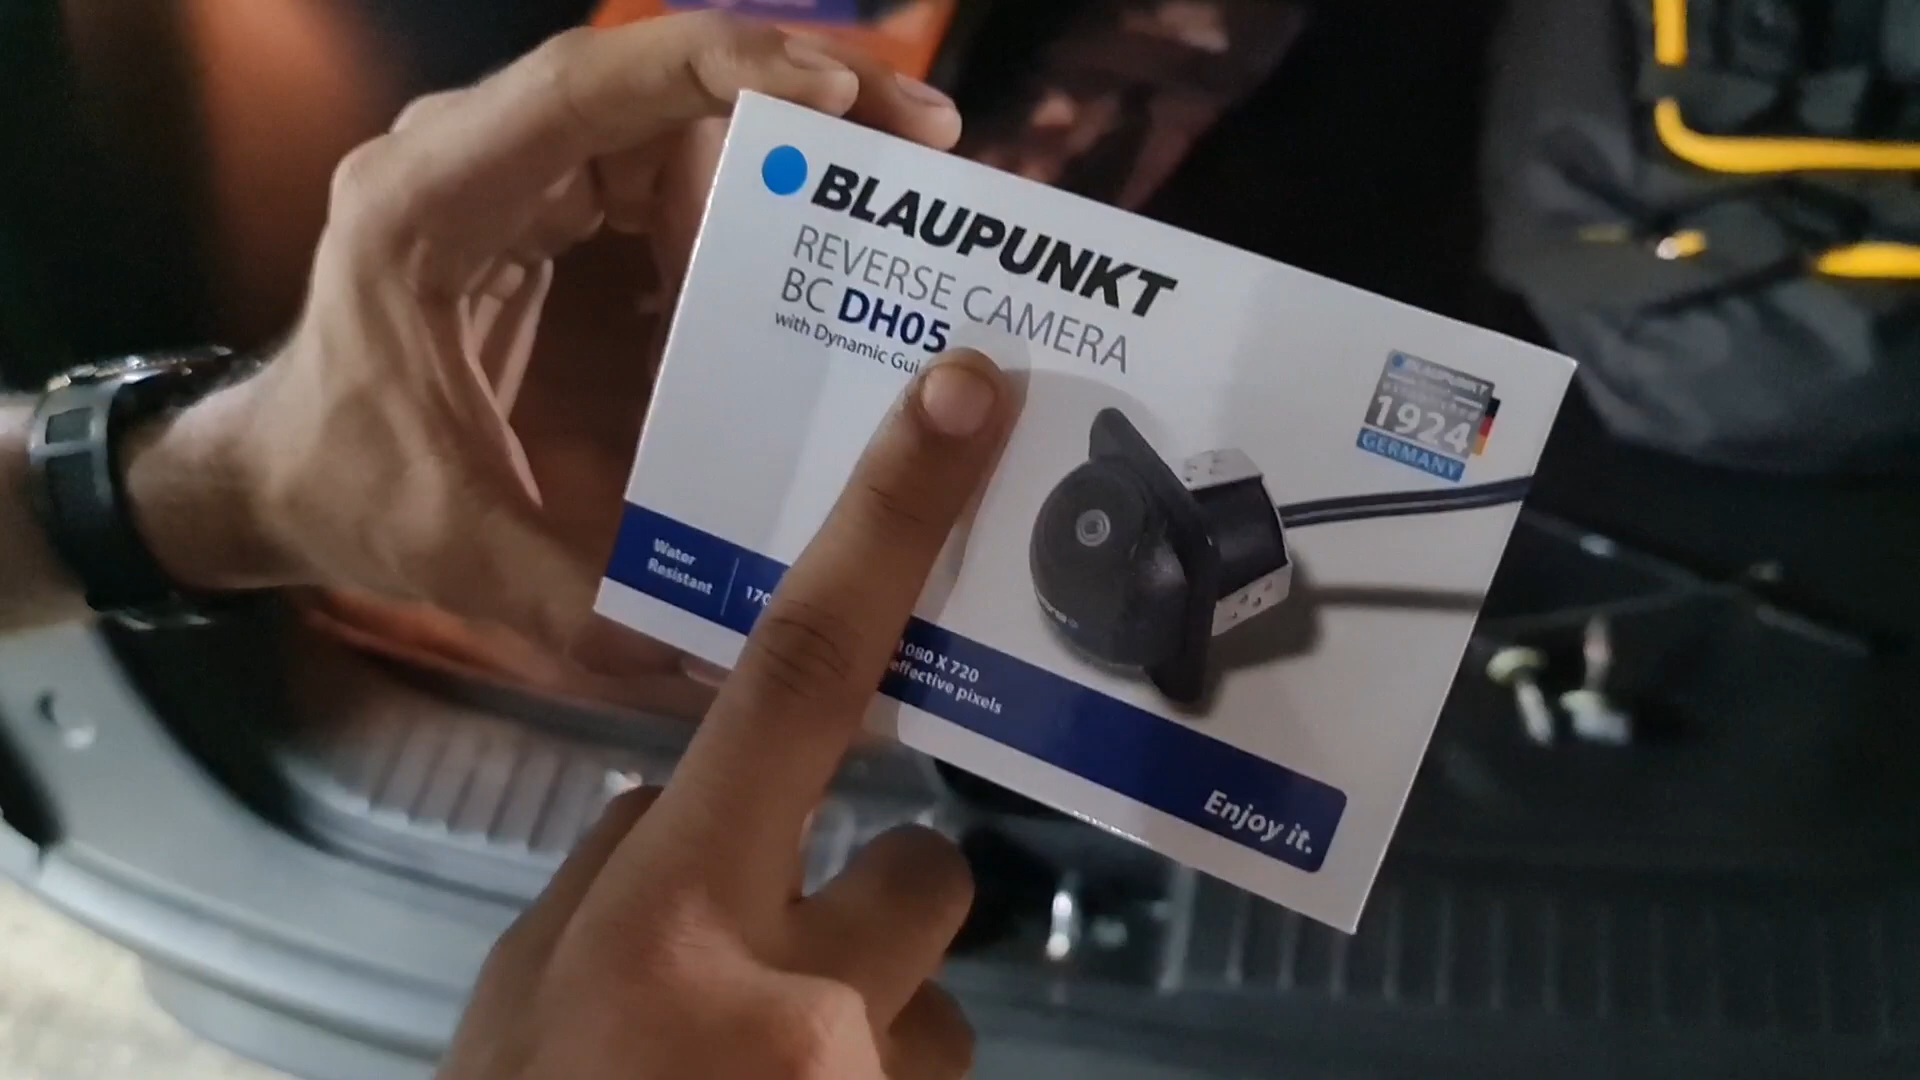 BLAUPUNKT
REVERSE CAMERA
BC DH05
with Dynamic Gui
BLAUPUNKT
1924
GERMANY
Water
Resistant
170
1080 X 720
effective pixels
Enjoy it.